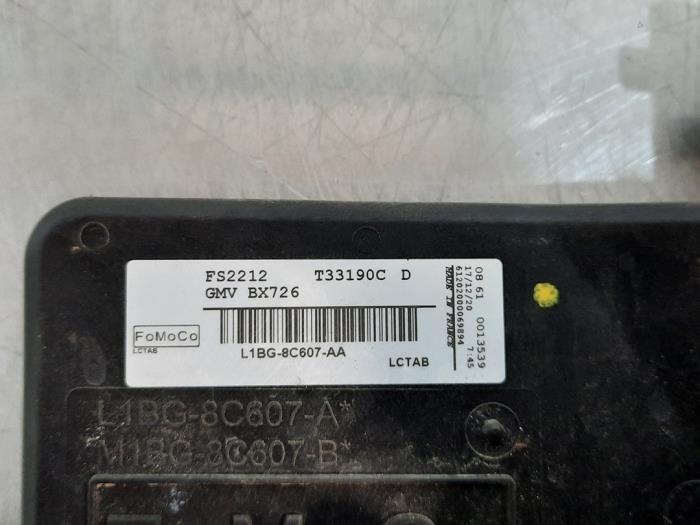 FS2212 T33190C D
GMV BX726
FoMoCo
LCTAB
L1BG-8C607-AA
LCTAB
08 61 0013539
17/12/20 7:45
612020000069894
MADE IN FRANCE
L1BG-8C607-A*
M1BG-8C607-B*